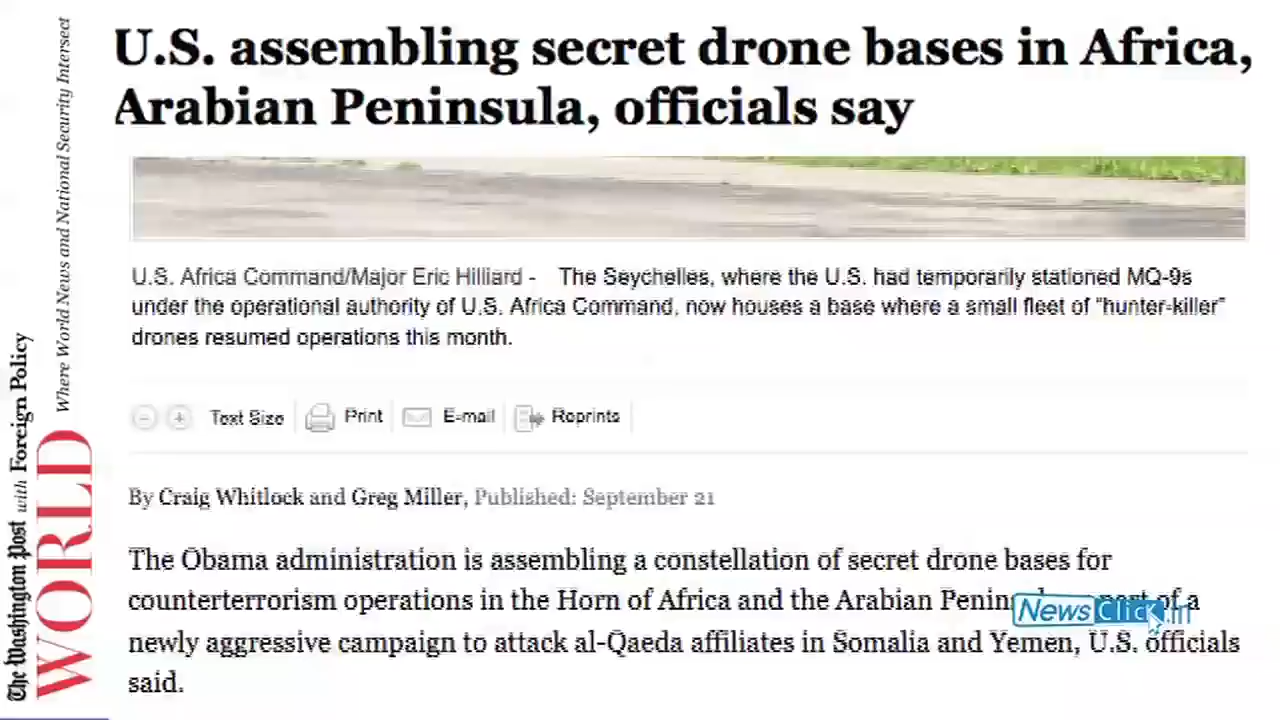 U.S. assembling secret drone bases in Africa,
Arabian Peninsula, officials say
U.S. Africa Command/Major Eric Hilliard - The Seychelles, where the U.S. had temporarily stationed MQ-9s
under the operational authority of U.S. Africa Command, now houses a base where a small fleet of "hunter-killer"
drones resumed operations this month.
Text Size Print E-mail Reprints
By Craig Whitlock and Greg Miller, Published: September 21
The Obama administration is assembling a constellation of secret drone bases for
counterterrorism operations in the Horn of Africa and the Arabian part of a
newly aggressive campaign to attack al-Qaeda affiliates in Somalia and Yemen, U.S. officials
said.
NewsClick.in
The Washington Post with Foreign Policy
WORLD Where World News and National Security Intersect